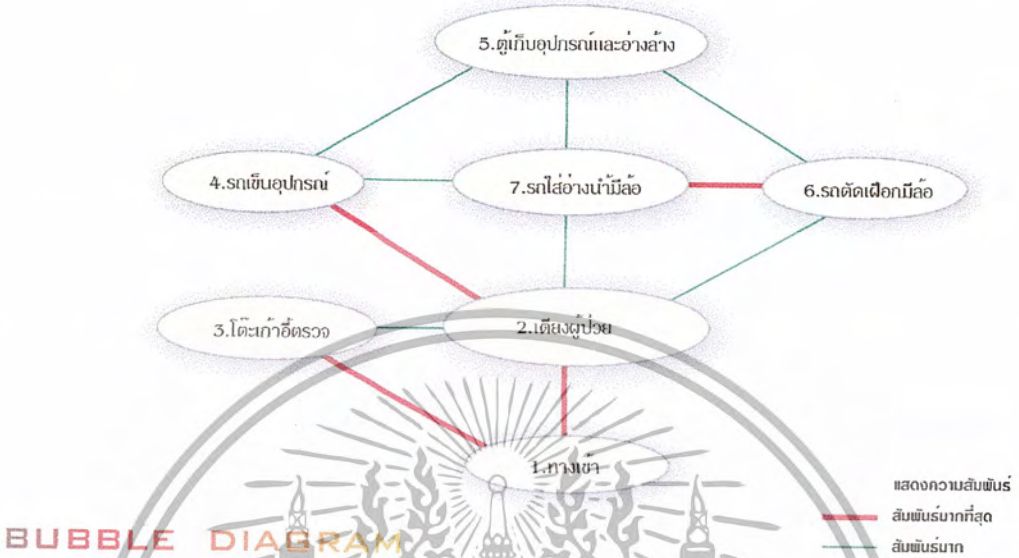 5.ตู้เก็บอุปกรณ์และอ่างล้าง
4.รถเข็นอุปกรณ์
7.รถใส่อ่างน้ำมีล้อ
6.รถตัดเฝือกมีล้อ
3.โต๊ะเก้าอี้ตรวจ
2.เตียงผู้ป่วย
1.ทางเข้า
แสดงความสัมพันธ์
สัมพันธ์มากที่สุด
สัมพันธ์มาก
BUBBLE DIAGRAM